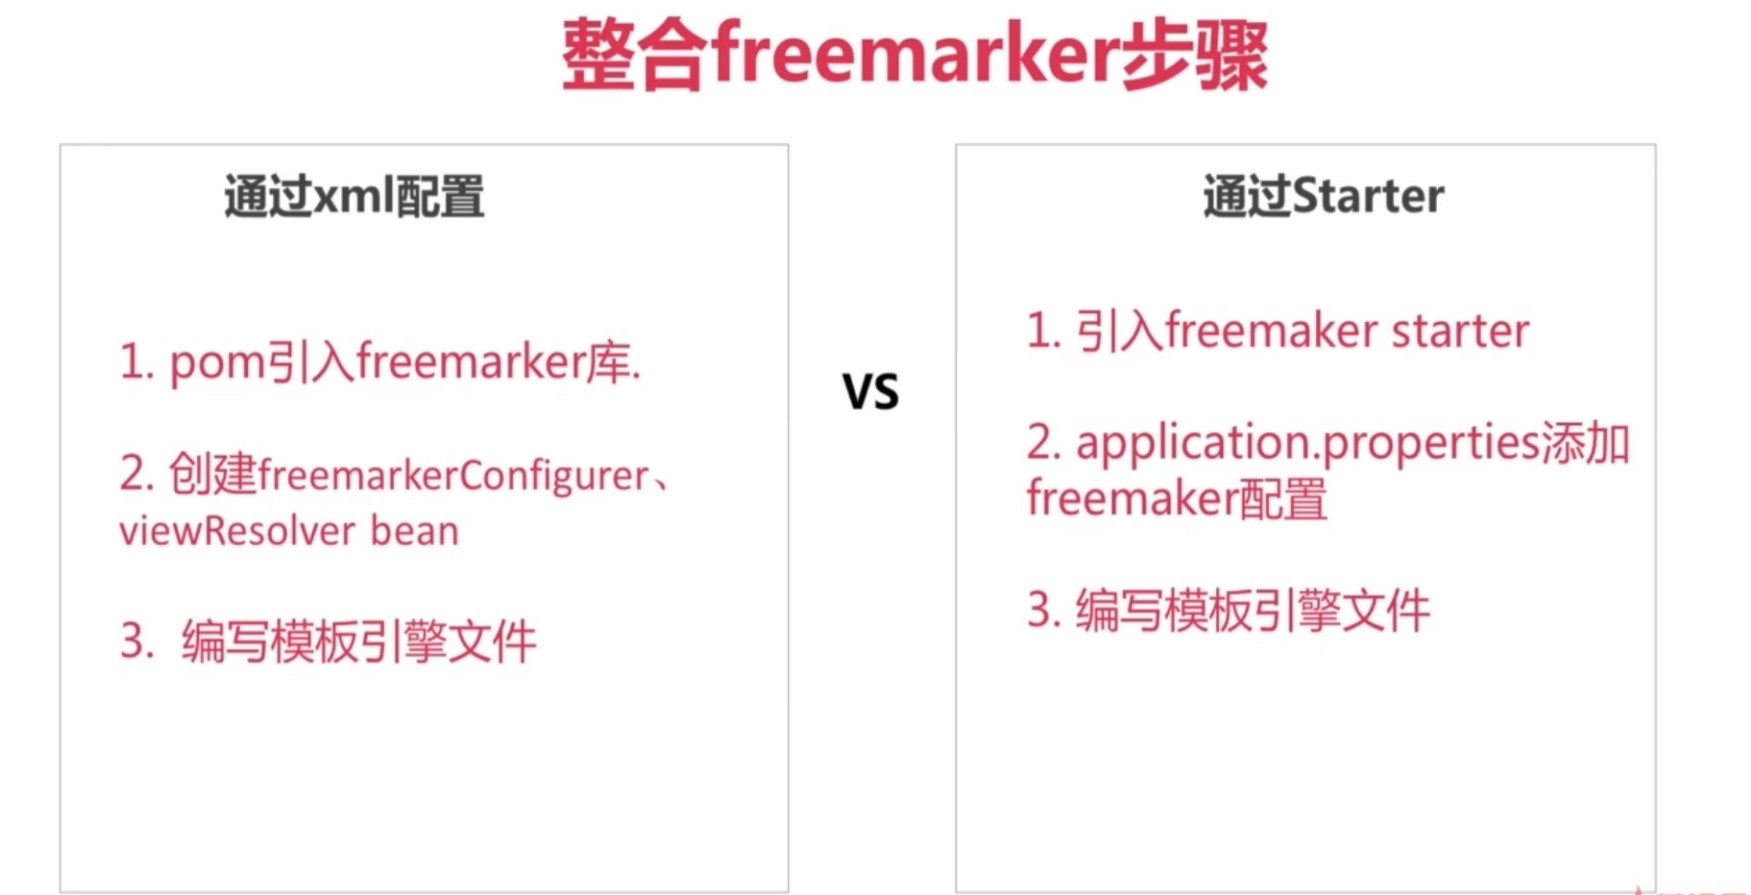 整合freemarker步骤
通过xml配置
1. pom引入freemarker库.
2. 创建freemarkerConfigurer、
viewResolver bean
3. 编写模板引擎文件
VS
通过Starter
1. 引入freemaker starter
2. application.properties添加
freemaker配置
3. 编写模板引擎文件